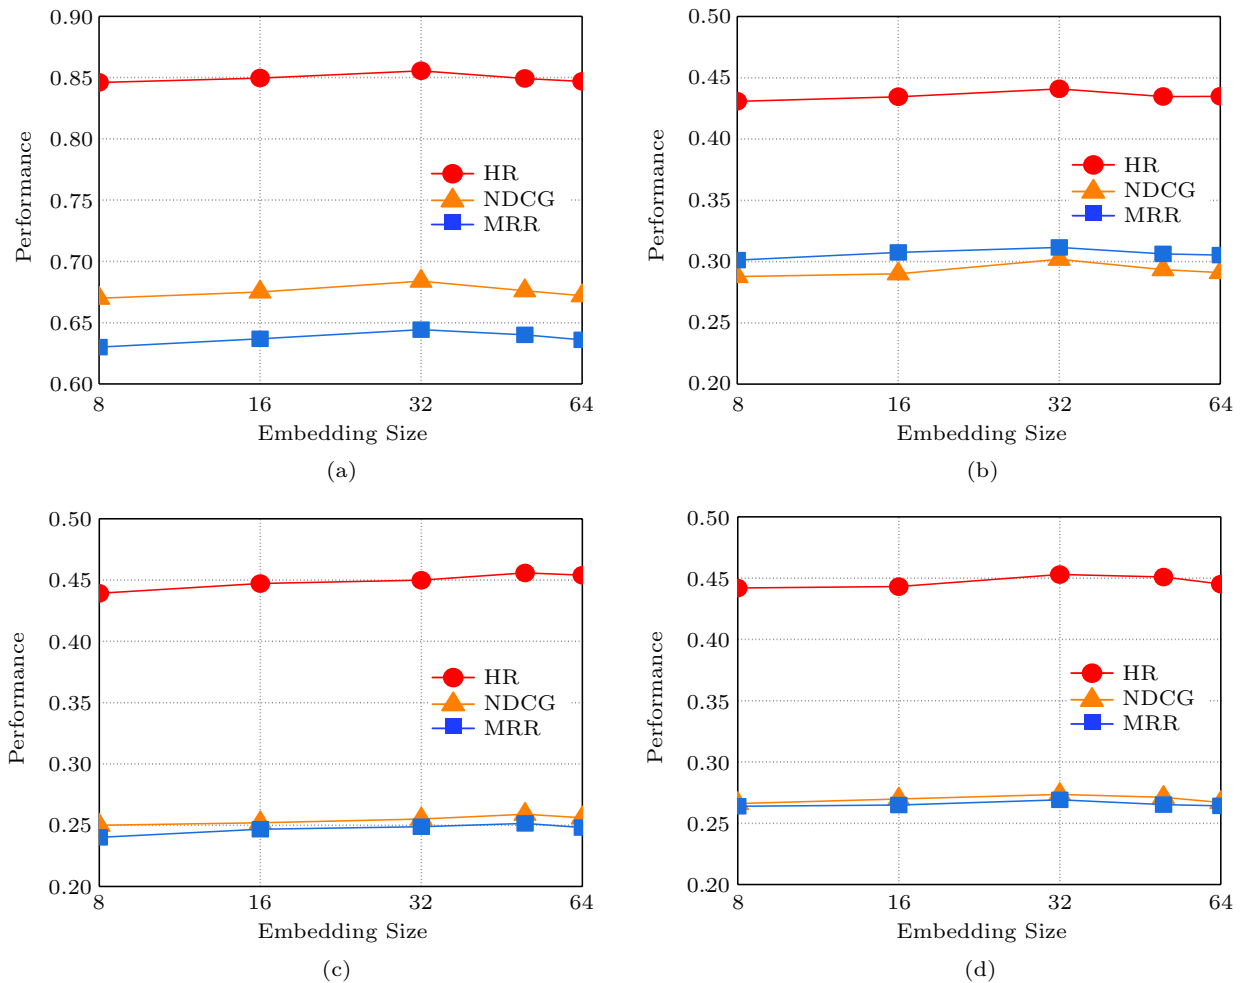 0.90
0.85
0.80
0.75
0.70
0.65
0.60
Performance
HR
NDCG
MRR
8 16 32 64
Embedding Size
(a)
0.50
0.45
0.40
0.35
0.30
0.25
0.20
Performance
HR
NDCG
MRR
8 16 32 64
Embedding Size
(b)
0.50
0.45
0.40
0.35
0.30
0.25
0.20
Performance
HR
NDCG
MRR
8 16 32 64
Embedding Size
(c)
0.50
0.45
0.40
0.35
0.30
0.25
0.20
Performance
HR
NDCG
MRR
8 16 32 64
Embedding Size
(d)